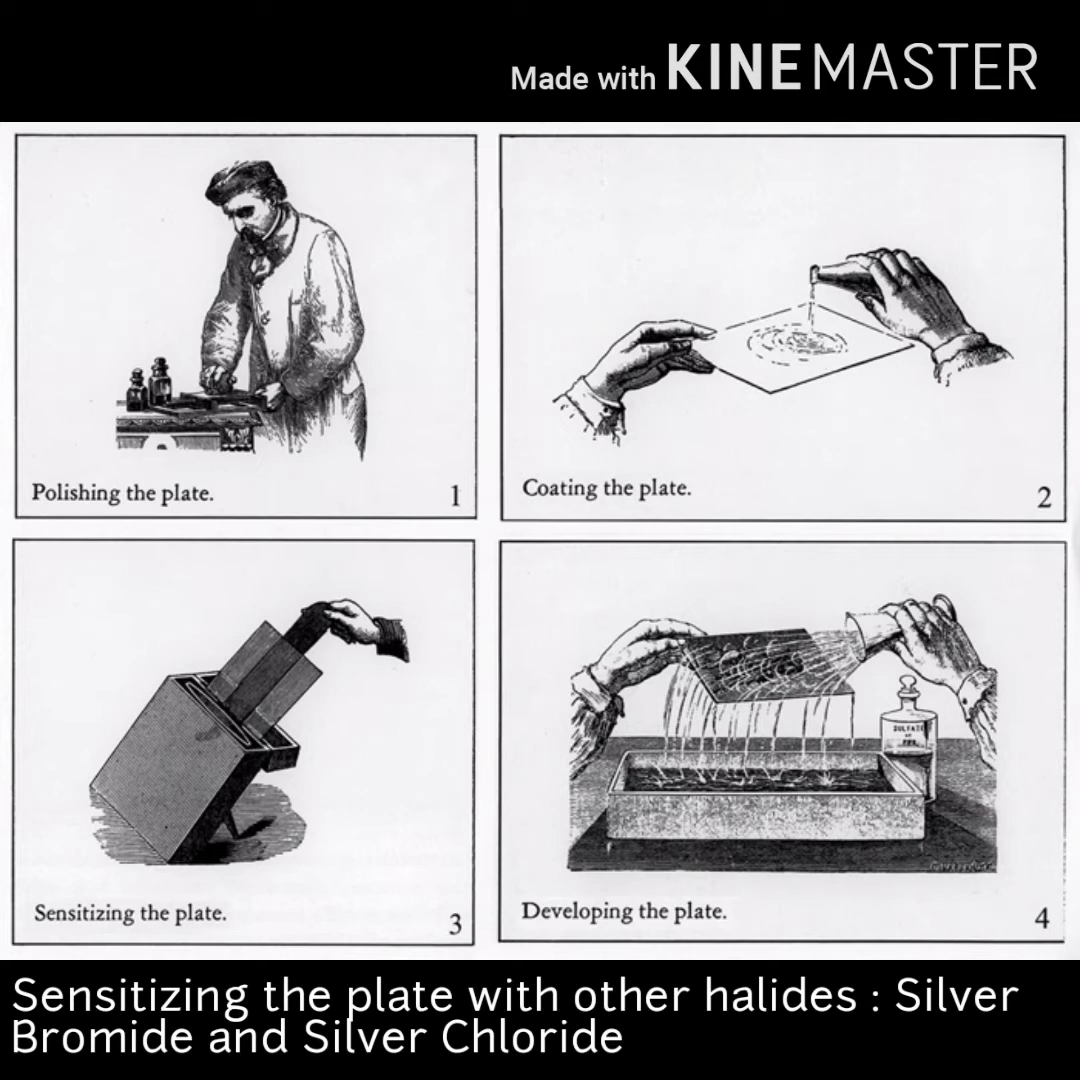 Made with KINEMASTER
Polishing the plate.
1
Coating the plate.
2
Sensitizing the plate.
3
SULFATE
Developing the plate.
4
Sensitizing the plate with other halides : Silver
Bromide and Silver Chloride